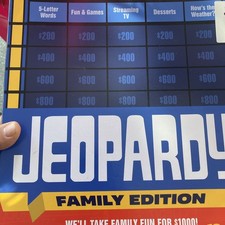 5-Letter Words Fun & Games Streaming TV Desserts How's the Weather?
$200 $200 $200 $200 $200
$400 $400 $400 $400 $400
$600 $600 $600 $600 $600
$800 $800 $800 $800 $800
JEOPARDY
FAMILY EDITION
WE'LL TAKE FAMILY FUN FOR $1000!